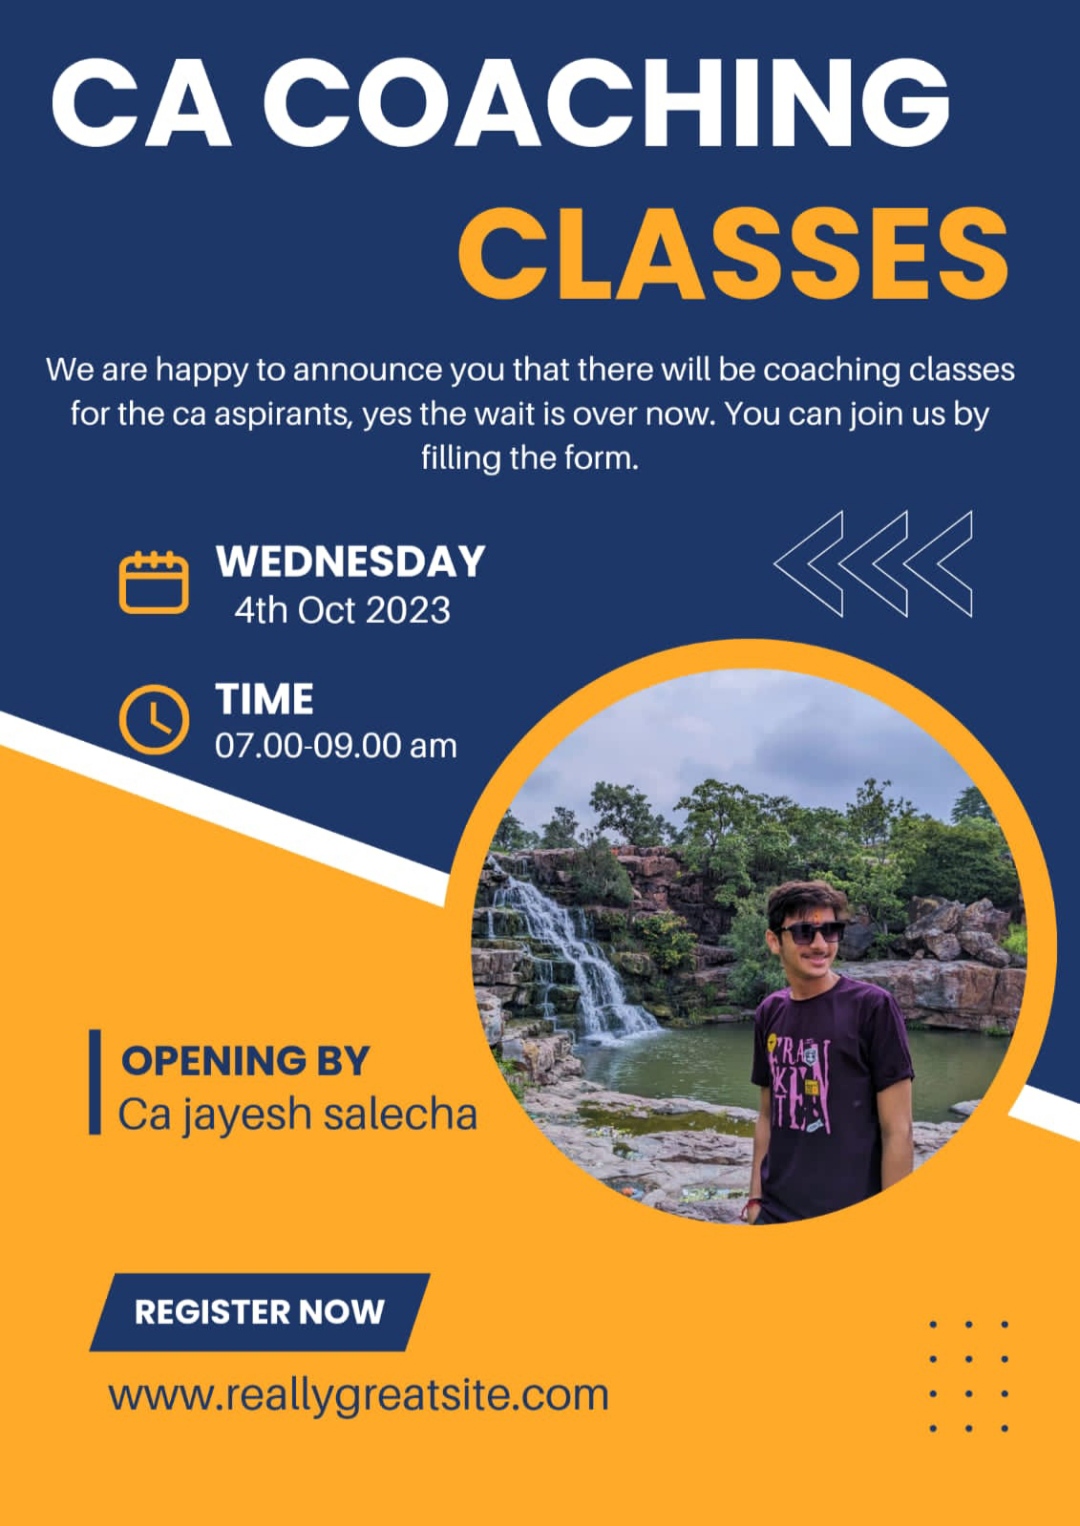 CA COACHING
CLASSES
We are happy to announce you that there will be coaching classes
for the ca aspirants, yes the wait is over now. You can join us by
filling the form.
WEDNESDAY
4th Oct 2023
TIME
07.00-09.00 am
OPENING BY
Ca jayesh salecha
REGISTER NOW
www.reallygreatsite.com